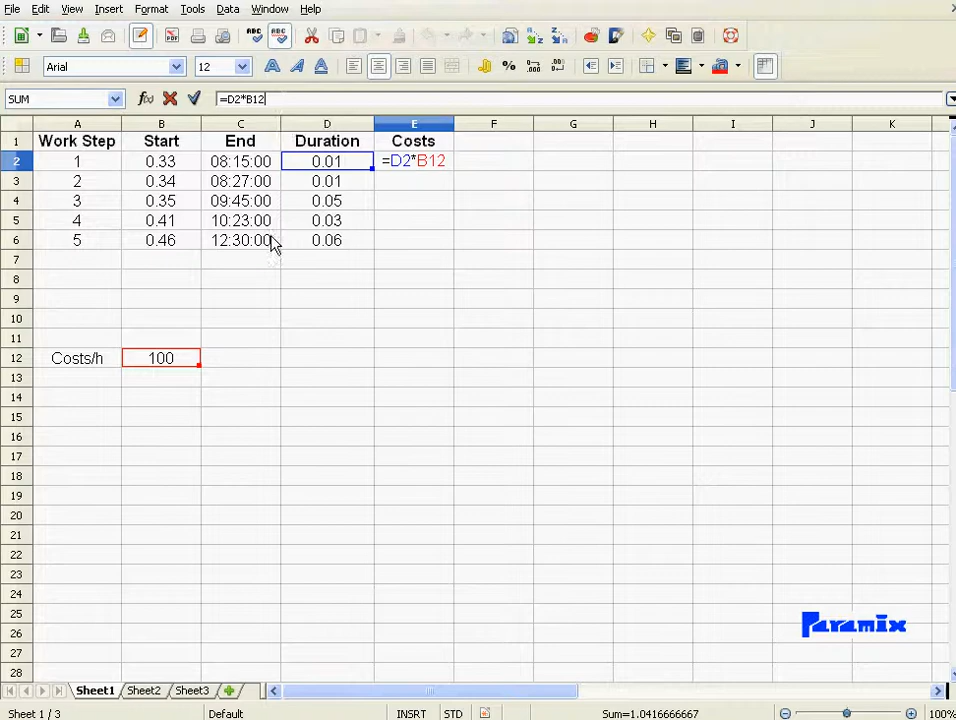 File Edit View Insert Format Tools Data Window Help
Arial 12
SUM =D2*B12
A B C D E F G H I J K
1 Work Step Start End Duration Costs
2 1 0.33 08:15:00 0.01 =D2*B12
3 2 0.34 08:27:00 0.01
4 3 0.35 09:45:00 0.05
5 4 0.41 10:23:00 0.03
6 5 0.46 12:30:00 0.06
7
8
9
10
11
12 Costs/h 100
13
14
15
16
17
18
19
20
21
22
23
24
25
Paramix
26
27
28
Sheet1 Sheet2 Sheet3
Sheet 1 / 3 Default INSRT STD Sum=1.0416666667 100%